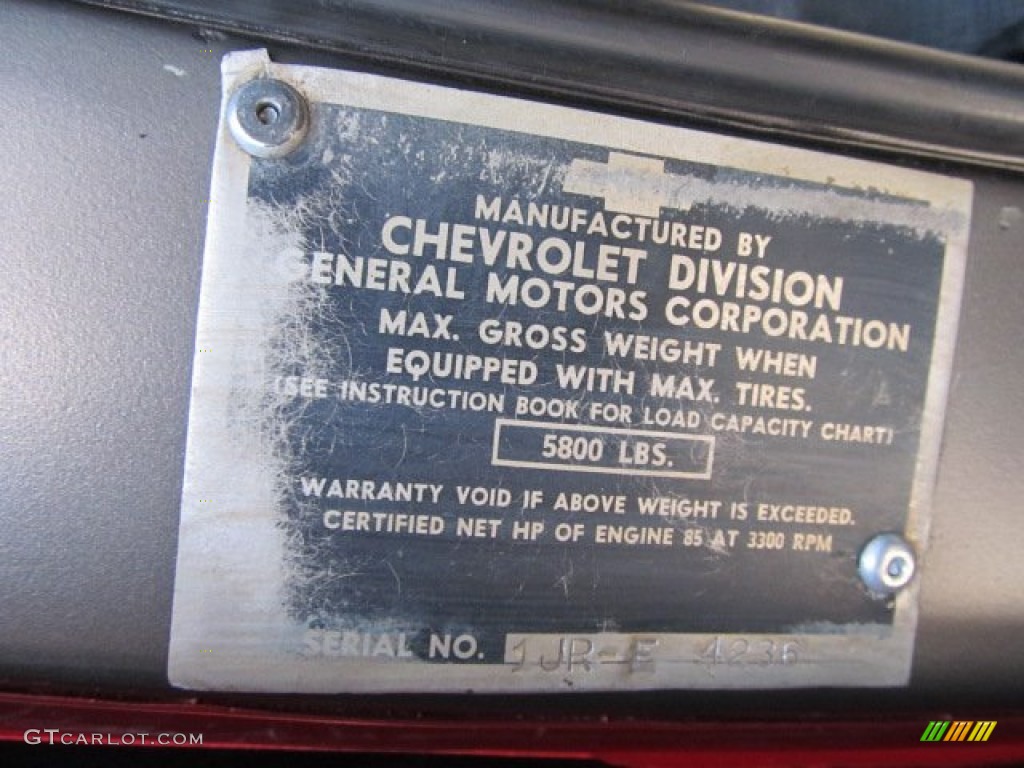 MANUFACTURED BY
CHEVROLET DIVISION
GENERAL MOTORS CORPORATION
MAX. GROSS WEIGHT WHEN
EQUIPPED WITH MAX. TIRES.
(SEE INSTRUCTION BOOK FOR LOAD CAPACITY CHART)
5800 LBS.
WARRANTY VOID IF ABOVE WEIGHT IS EXCEEDED.
CERTIFIED NET HP OF ENGINE 85 AT 3300 RPM
SERIAL NO. 1JR-E 4236
GTCARLOT.COM